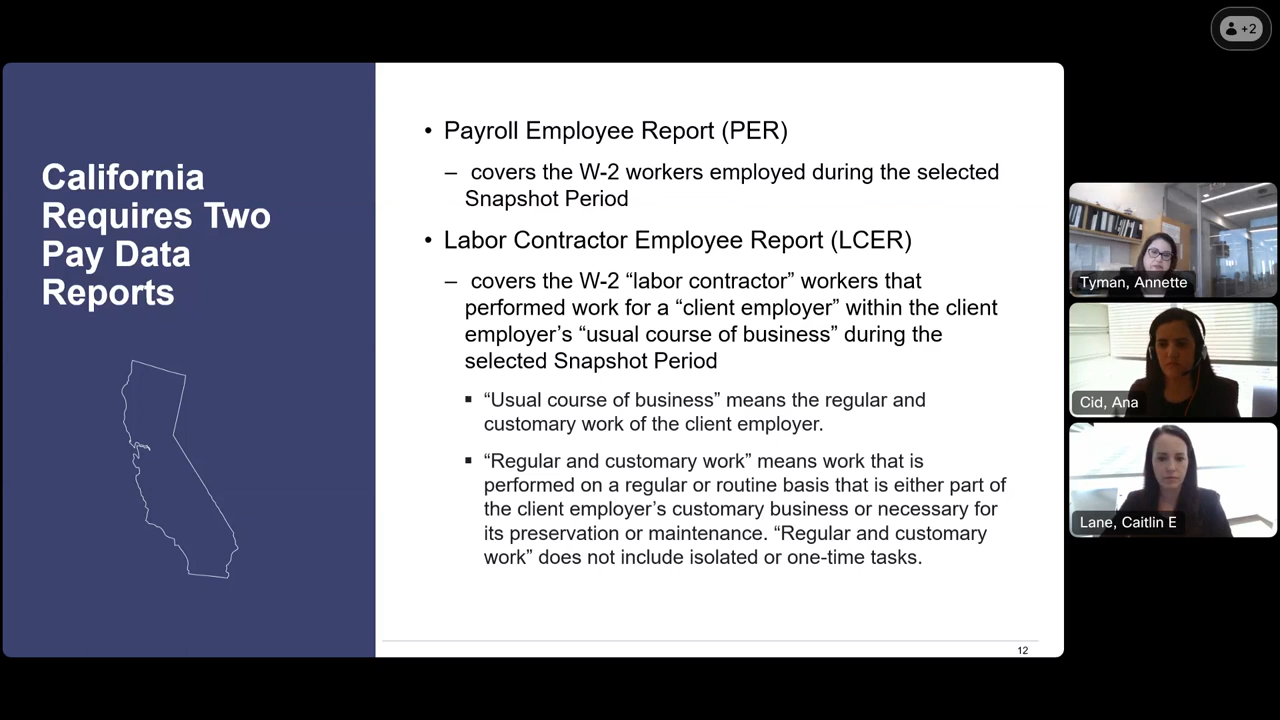 +2
California
Requires Two
Pay Data
Reports
• Payroll Employee Report (PER)
– covers the W-2 workers employed during the selected
Snapshot Period
• Labor Contractor Employee Report (LCER)
– covers the W-2 “labor contractor” workers that
performed work for a “client employer” within the client
employer’s “usual course of business” during the
selected Snapshot Period
▪ “Usual course of business” means the regular and
customary work of the client employer.
▪ “Regular and customary work” means work that is
performed on a regular or routine basis that is either part of
the client employer’s customary business or necessary for
its preservation or maintenance. “Regular and customary
work” does not include isolated or one-time tasks.
12
Tyman, Annette
Cid, Ana
Lane, Caitlin E